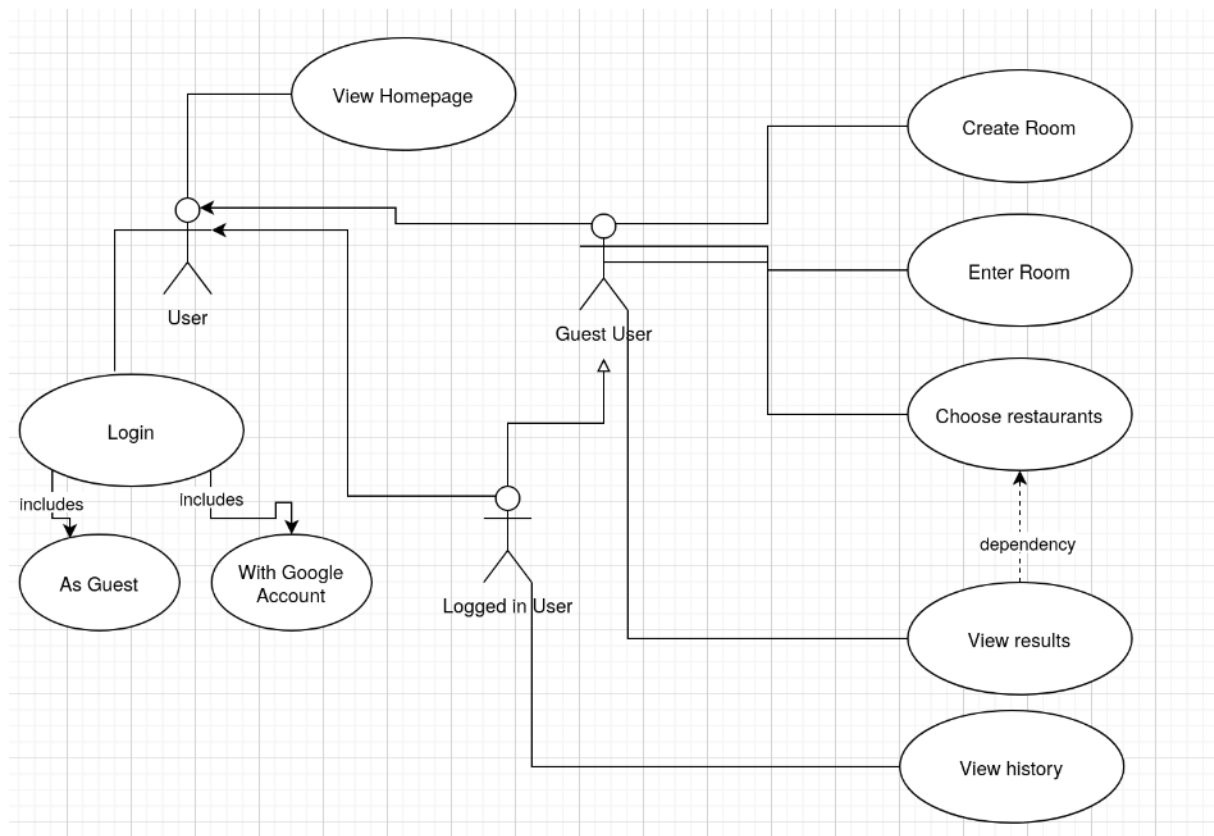 View Homepage
Create Room
User
Enter Room
Guest User
Choose restaurants
Login
includes
includes
As Guest
With Google
Account
dependency
Logged in User
View results
View history